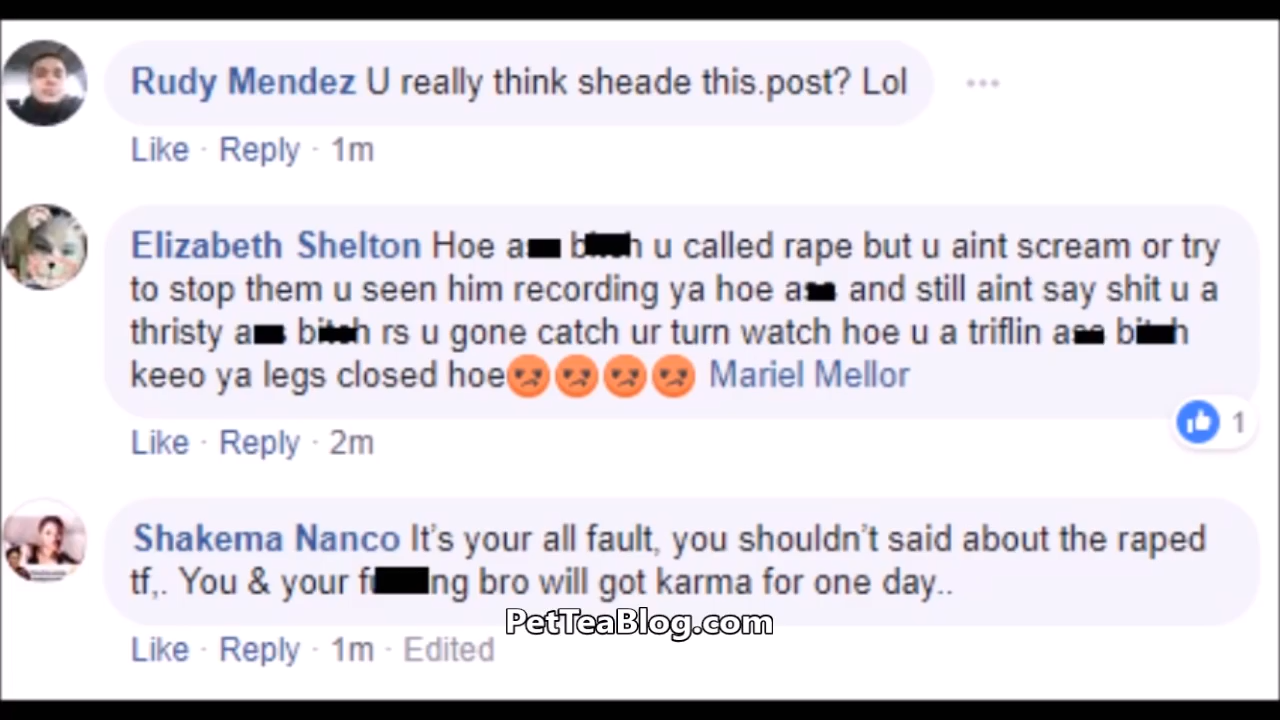 Rudy Mendez U really think sheade this.post? Lol
Like · Reply · 1m
Elizabeth Shelton Hoe a b h u called rape but u aint scream or try
to stop them u seen him recording ya hoe a and still aint say shit u a
thristy a bi h rs u gone catch ur turn watch hoe u a triflin a b h
keeo ya legs closed hoe😡😡😡😡 Mariel Mellor
1
Like · Reply · 2m
Shakema Nanco It's your all fault, you shouldn't said about the raped
tf,. You & your f ng bro will got karma for one day..
PetTeaBlog.com
Like · Reply · 1m · Edited